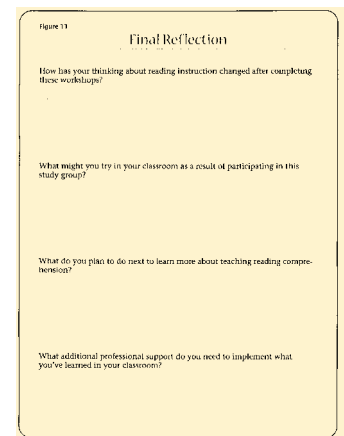 Figure 11
Final Reflection
How has your thinking about reading instruction changed after completing
these workshops?
What might you try in your classroom as a result of participating in this
study group?
What do you plan to do next to learn more about teaching reading compre-
hension?
What additional professional support do you need to implement what
you've learned in your classroom?